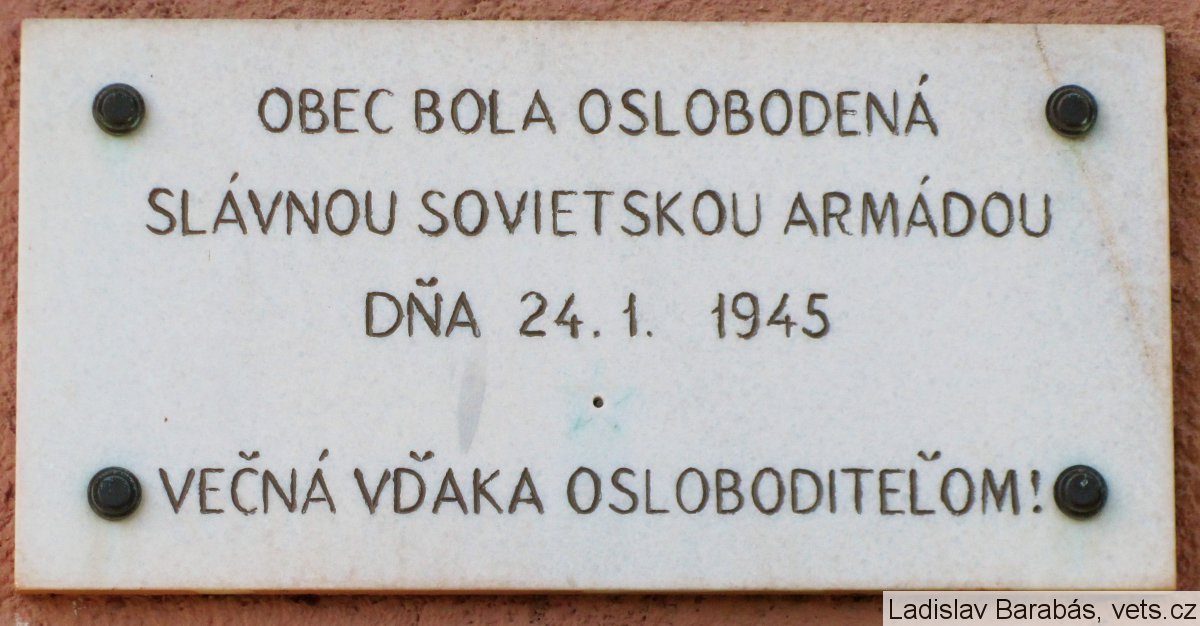 OBEC BOLA OSLOBODENÁ
SLÁVNOU SOVIETSKOU ARMÁDOU
DŇA 24. 1. 1945
VEČNÁ VĎAKA OSLOBODITEĽOM!
Ladislav Barabás, vets.cz